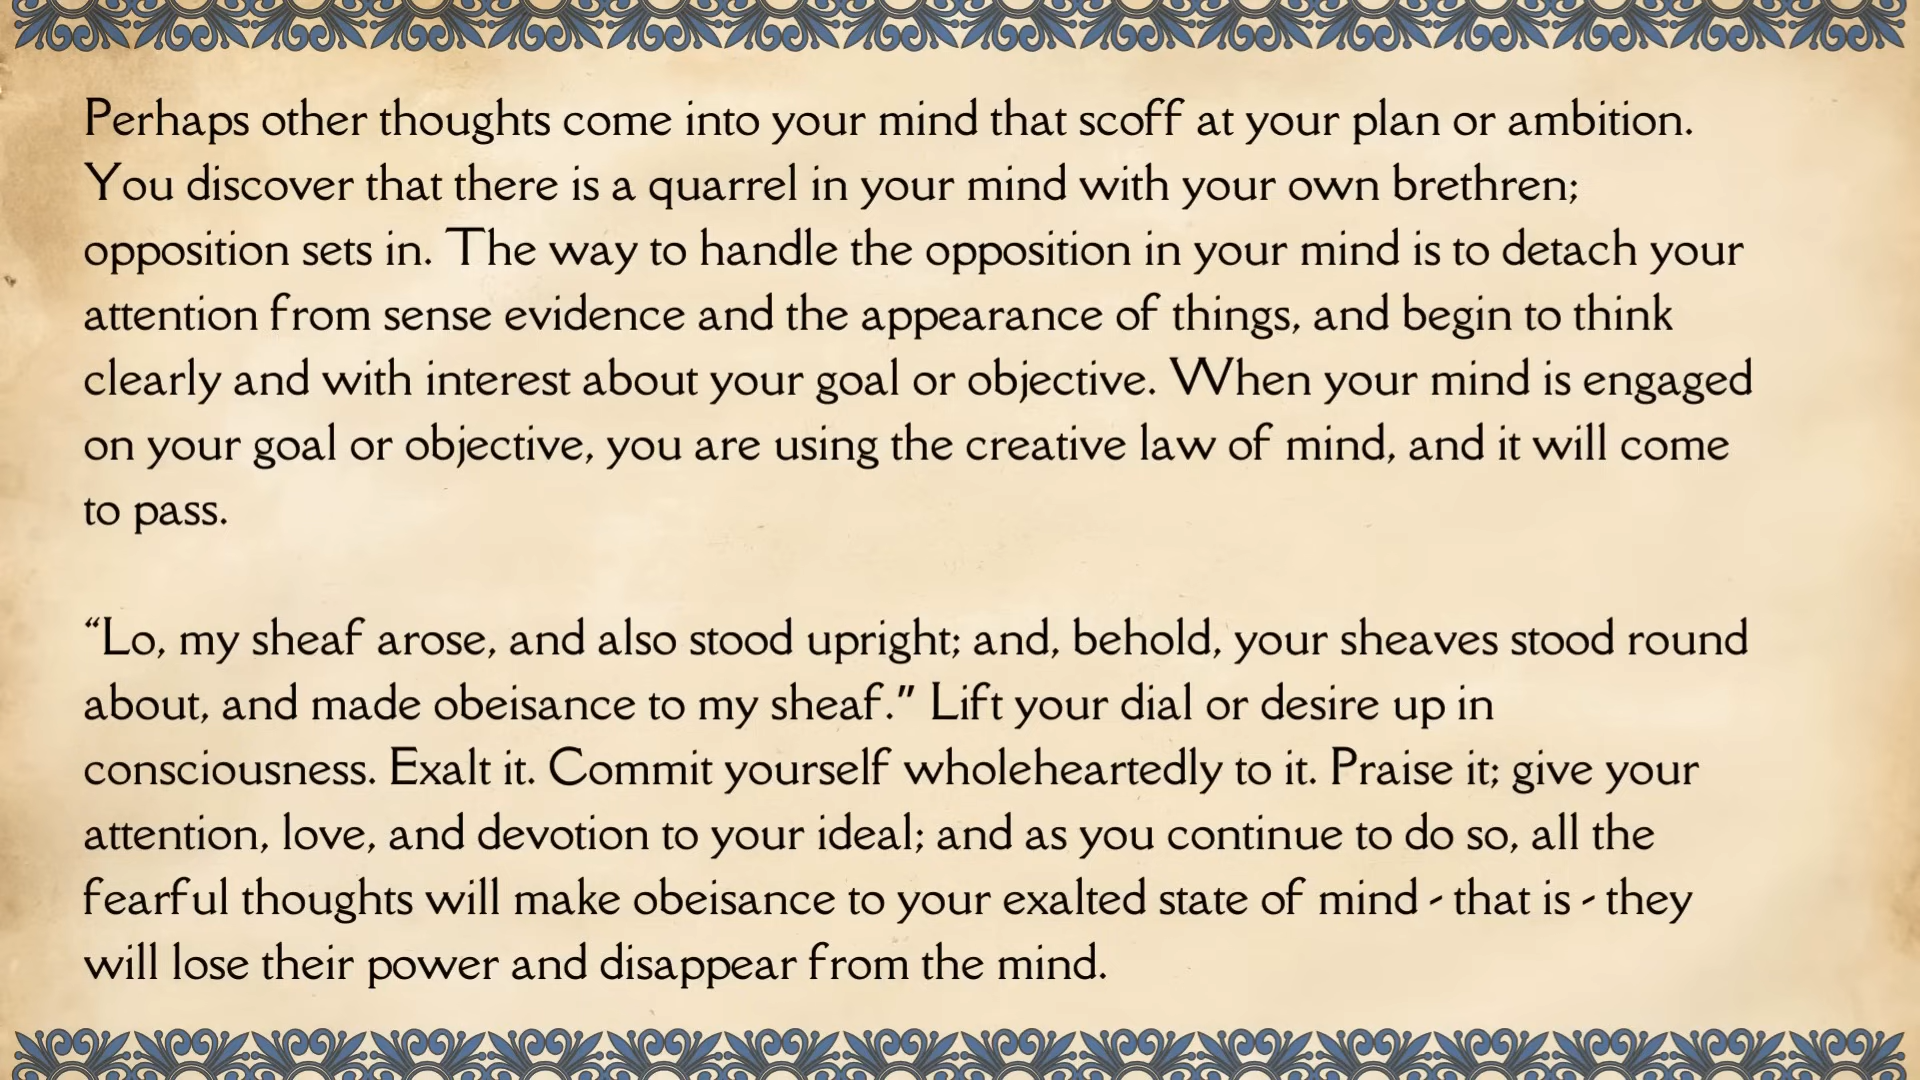 Perhaps other thoughts come into your mind that scoff at your plan or ambition.
You discover that there is a quarrel in your mind with your own brethren;
opposition sets in. The way to handle the opposition in your mind is to detach your
attention from sense evidence and the appearance of things, and begin to think
clearly and with interest about your goal or objective. When your mind is engaged
on your goal or objective, you are using the creative law of mind, and it will come
to pass.
“Lo, my sheaf arose, and also stood upright; and, behold, your sheaves stood round
about, and made obeisance to my sheaf." Lift your dial or desire up in
consciousness. Exalt it. Commit yourself wholeheartedly to it. Praise it; give your
attention, love, and devotion to your ideal; and as you continue to do so, all the
fearful thoughts will make obeisance to your exalted state of mind - that is - they
will lose their power and disappear from the mind.